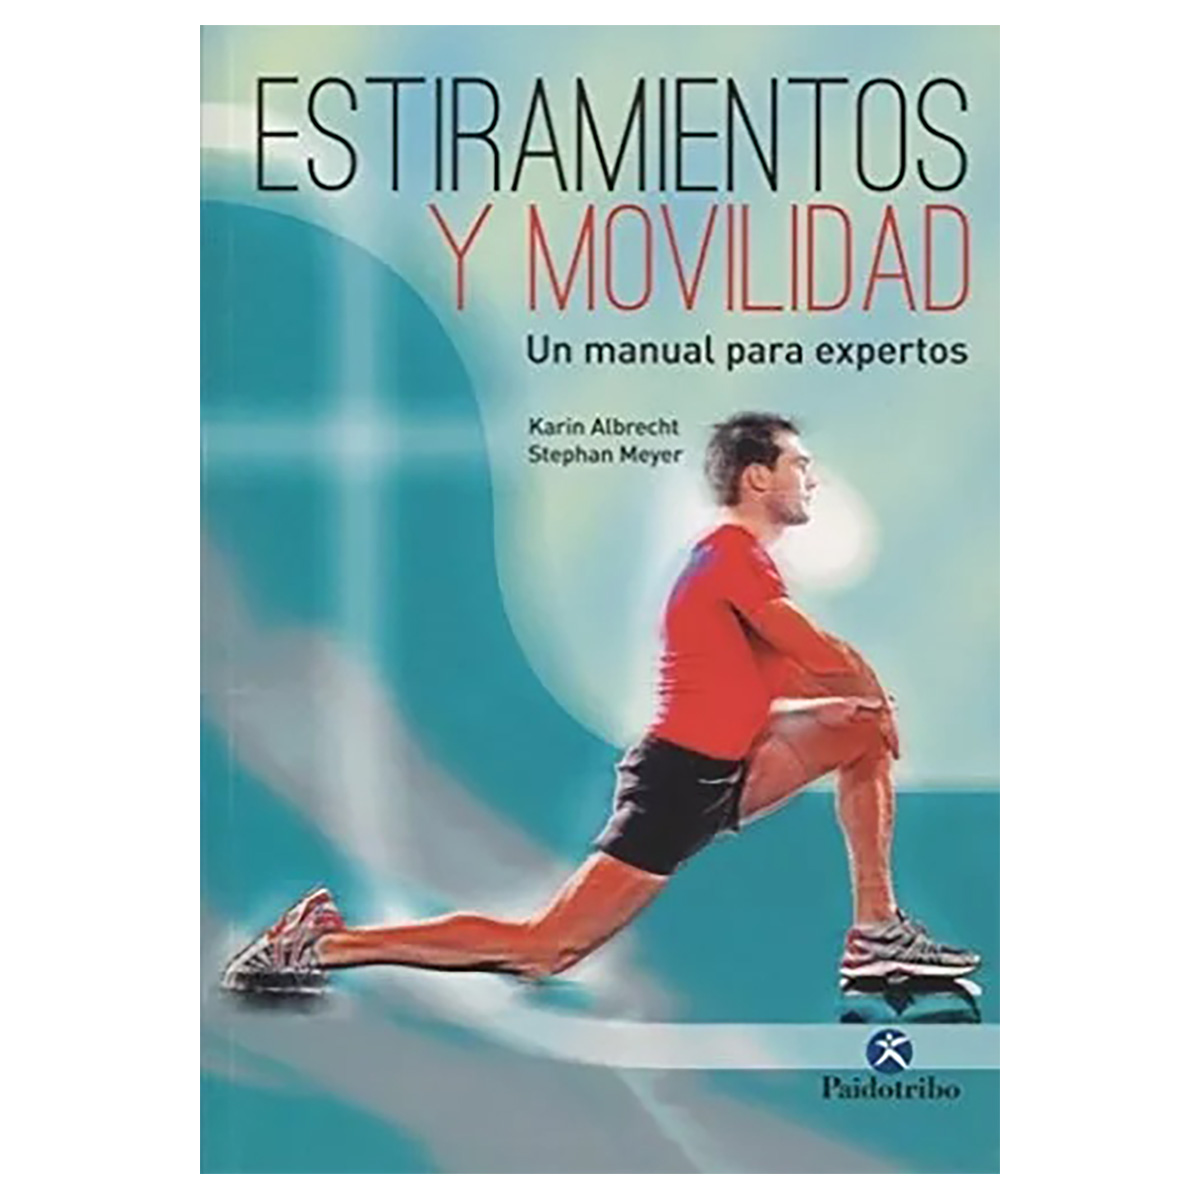 ESTIRAMIENTOS
Y MOVILIDAD
Un manual para expertos
Karin Albrecht
Stephan Meyer
Paidotribo